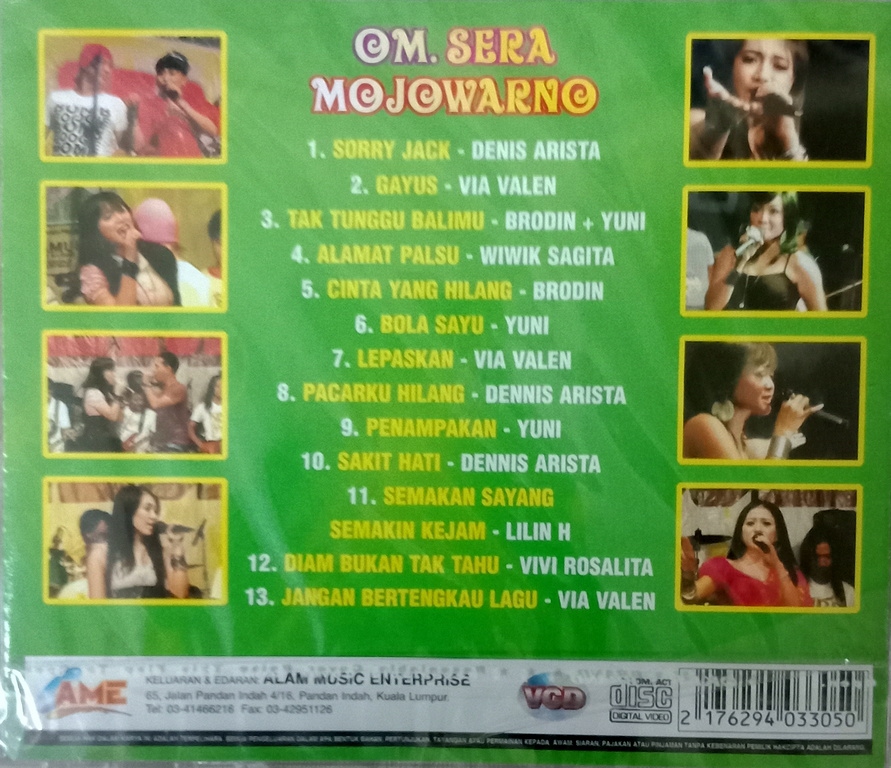 OM. SERA
MOJOWARNO
1. SORRY JACK - DENIS ARISTA
2. GAYUS - VIA VALEN
3. TAK TUNGGU BALIMU - BRODIN + YUNI
4. ALAMAT PALSU - WIWIK SAGITA
5. CINTA YANG HILANG - BRODIN
6. BOLA SAYU - YUNI
7. LEPASKAN - VIA VALEN
8. PACARKU HILANG - DENNIS ARISTA
9. PENAMPAKAN - YUNI
10. SAKIT HATI - DENNIS ARISTA
11. SEMAKAN SAYANG
SEMAKIN KEJAM - LILIN H
12. DIAM BUKAN TAK TAHU - VIVI ROSALITA
13. JANGAN BERTENGKAU LAGU - VIA VALEN
AME
KELUARAN & EDARAN: ALAM MUSIC ENTERPRISE
65, Jalan Pandan Indah 4/16, Pandan Indah, Kuala Lumpur.
Tel: 03-41466216 Fax: 03-42951126
VCD
COMPACT
DISC
DIGITAL VIDEO
2 176294 033050